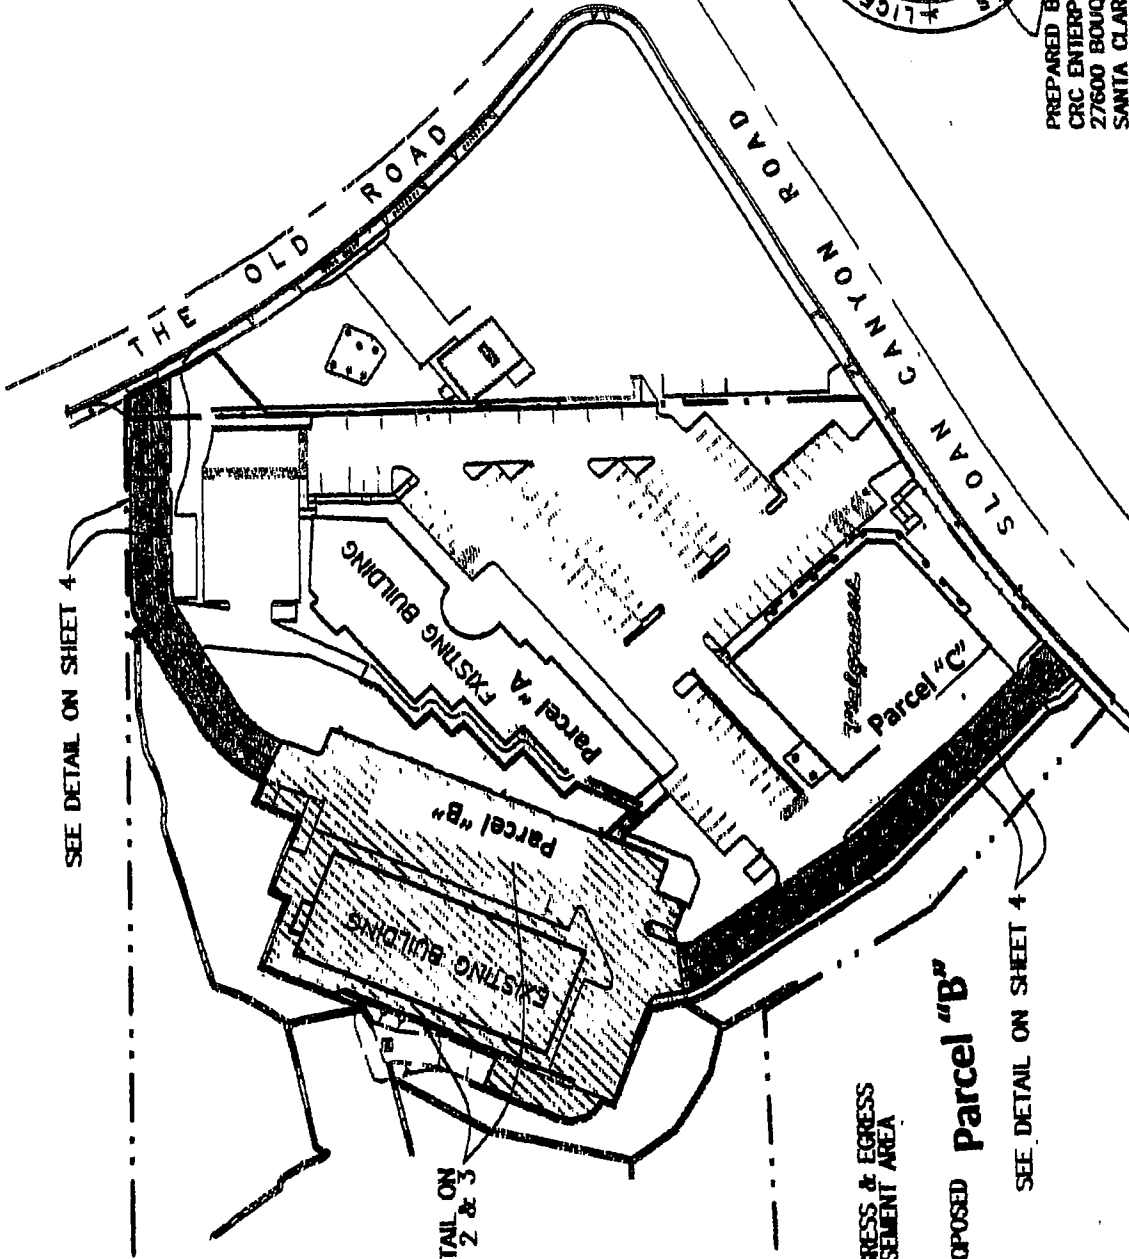 LICE
PREPARED B
CRC ENTERP
27600 BOUQ
SANTA CLAR
THE OLD ROAD
SLOAN CANYON ROAD
SEE DETAIL ON SHEET 4
EXISTING BUILDING
Parcel "A
Walgreens
Parcel "C"
Parcel "B"
EXISTING BUILDING
TAIL ON
2 & 3
RESS & EGRESS
SEMENT AREA
OPOSED Parcel "B"
SEE DETAIL ON SHEET 4